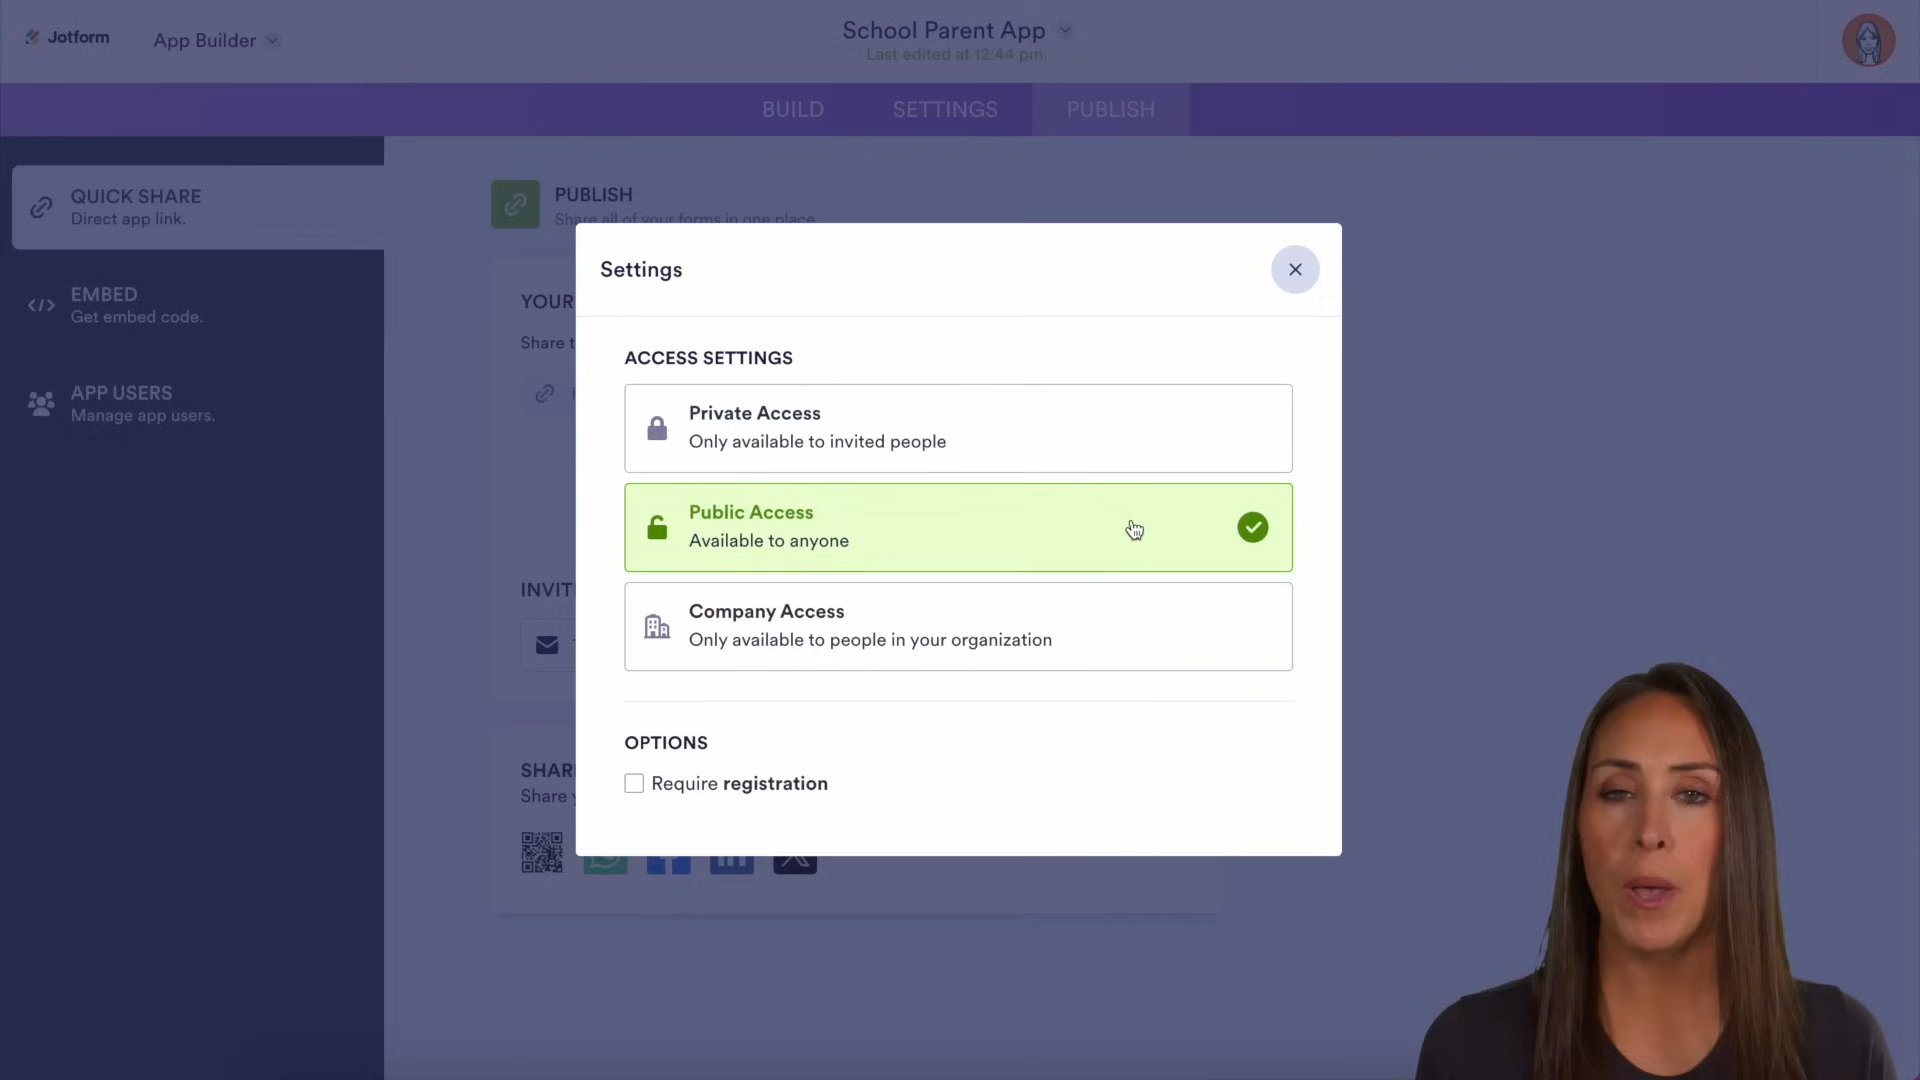 Jotform
App Builder
School Parent App
Last edited at 12:44 pm.
BUILD
SETTINGS
PUBLISH
QUICK SHARE
Direct app link.
EMBED
Get embed code.
APP USERS
Manage app users.
PUBLISH
Share all of your forms in one place
YOUR
Share
INVIT
SHAR
Share
Settings
ACCESS SETTINGS
Private Access
Only available to invited people
Public Access
Available to anyone
Company Access
Only available to people in your organization
OPTIONS
Require registration